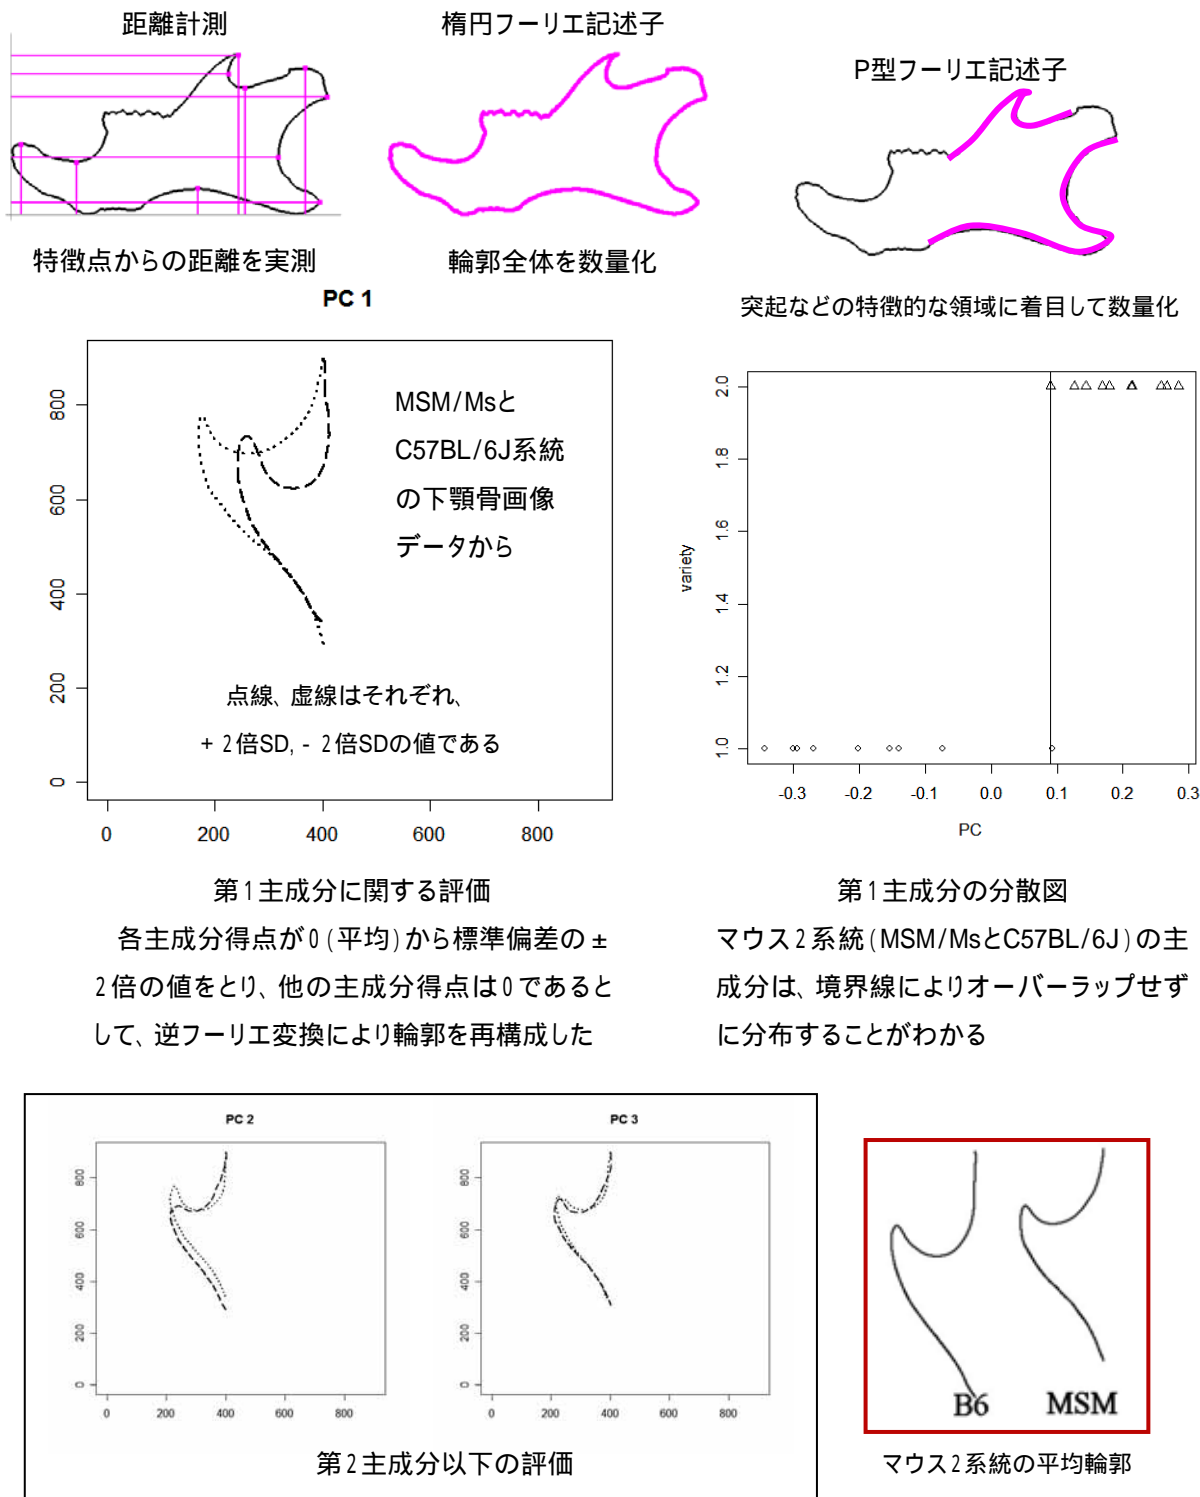 距離計測
楕円フーリエ記述子
P型フーリエ記述子
特徴点からの距離を実測
輪郭全体を数量化
突起などの特徴的な領域に着目して数量化
PC 1
800
600
400
200
0
0 200 400 600 800
MSM/Msと
C57BL/6J系統
の下顎骨画像
データから
点線、虚線はそれぞれ、
+ 2倍SD, - 2倍SDの値である
2.0
1.8
1.6
1.4
1.2
1.0
variety
-0.3 -0.2 -0.1 0.0 0.1 0.2 0.3
PC
第1主成分に関する評価
各主成分得点が0(平均)から標準偏差の±
2倍の値をとり、他の主成分得点は0であると
して、逆フーリエ変換により輪郭を再構成した
第1主成分の分散図
マウス2系統(MSM/MsとC57BL/6J)の主
成分は、境界線によりオーバーラップせず
に分布することがわかる
PC 2
800
600
400
200
0
0 200 400 600 800
PC 3
800
600
400
200
0
0 200 400 600 800
第2主成分以下の評価
B6 MSM
マウス2系統の平均輪郭